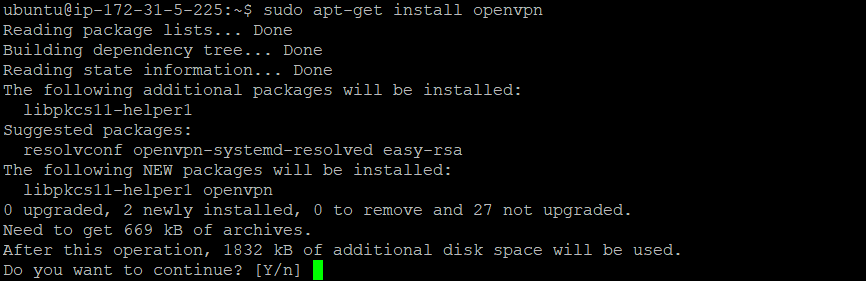 ubuntu@ip-172-31-5-225:~$ sudo apt-get install openvpn
Reading package lists... Done
Building dependency tree... Done
Reading state information... Done
The following additional packages will be installed:
  libpkcs11-helper1
Suggested packages:
  resolvconf openvpn-systemd-resolved easy-rsa
The following NEW packages will be installed:
  libpkcs11-helper1 openvpn
0 upgraded, 2 newly installed, 0 to remove and 27 not upgraded.
Need to get 669 kB of archives.
After this operation, 1832 kB of additional disk space will be used.
Do you want to continue? [Y/n]